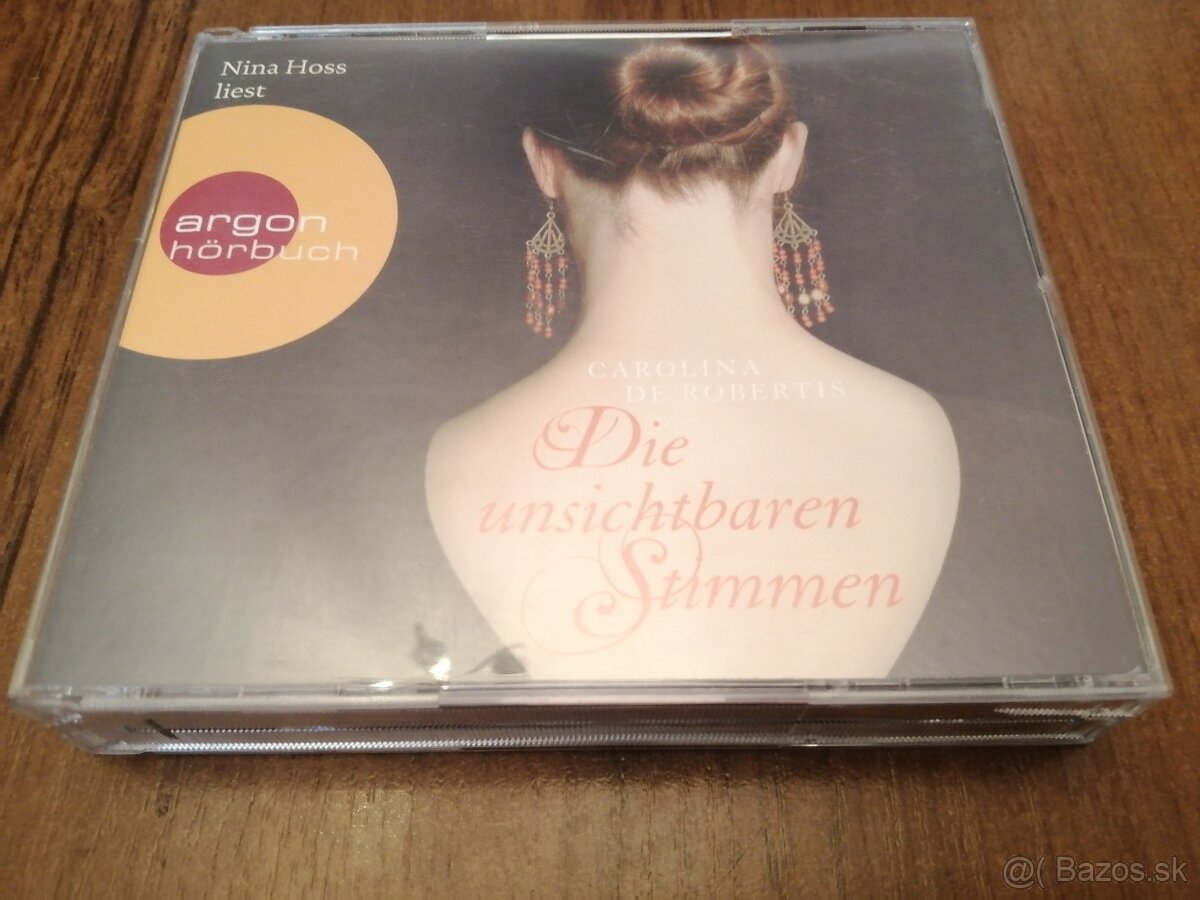 Nina Hoss
liest
argon
hörbuch
CAROLINA
DE ROBERTIS
Die
unsichtbaren
Stimmen
@( Bazos.sk